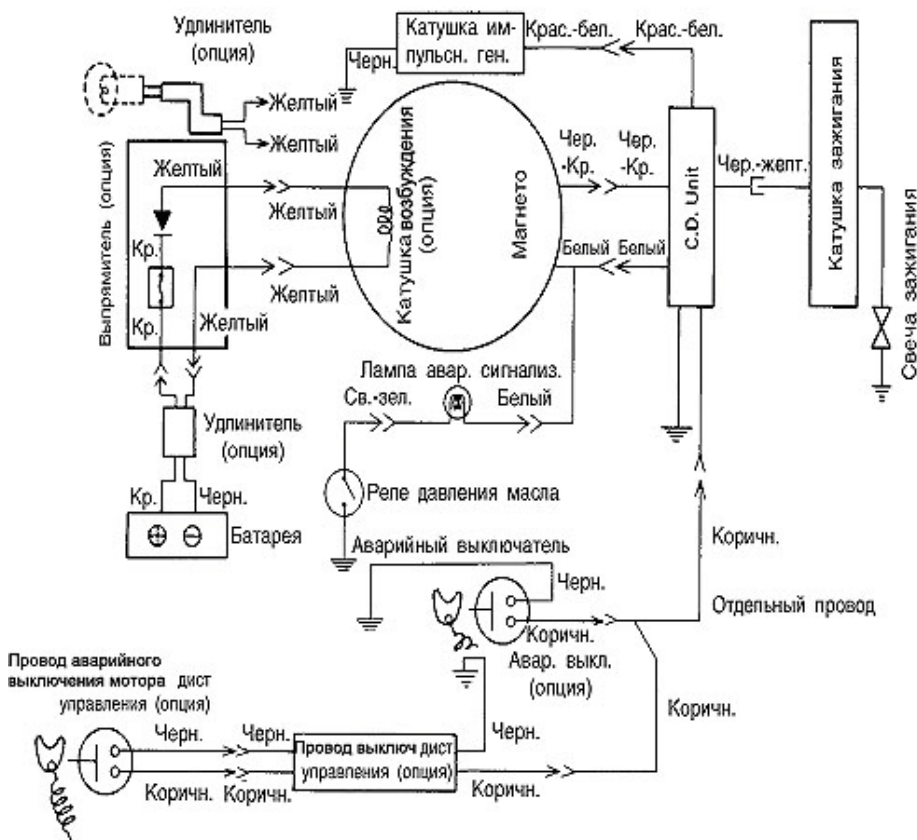 Удлинитель
(опция)
Катушка им-
пульсн. ген.
Крас.-бел.
Крас.-бел.
Черн.
Желтый
Желтый
Выпрямитель (опция)
Желтый
Желтый
Кр.
Кр.
Желтый
Желтый
Катушка возбуждения
(опция)
Магнето
Чер.
-Кр.
Чер.
-Кр.
Белый
Белый
C.D. Unit
Чер.-желт.
Катушка зажигания
Свеча зажигания
Лампа авар. сигнализ.
Св.-зел.
Белый
Удлинитель
(опция)
Кр.
Черн.
Батарея
Репе давления масла
Аварийный выключатель
Черн.
Коричн.
Авар. выкл.
(опция)
Коричн.
Отдельный провод
Коричн.
Провод аварийного
выключения мотора дист
управления (опция)
Черн.
Черн.
Коричн.
Коричн.
Провод выключ дист.
управления (опция)
Черн.
Коричн.